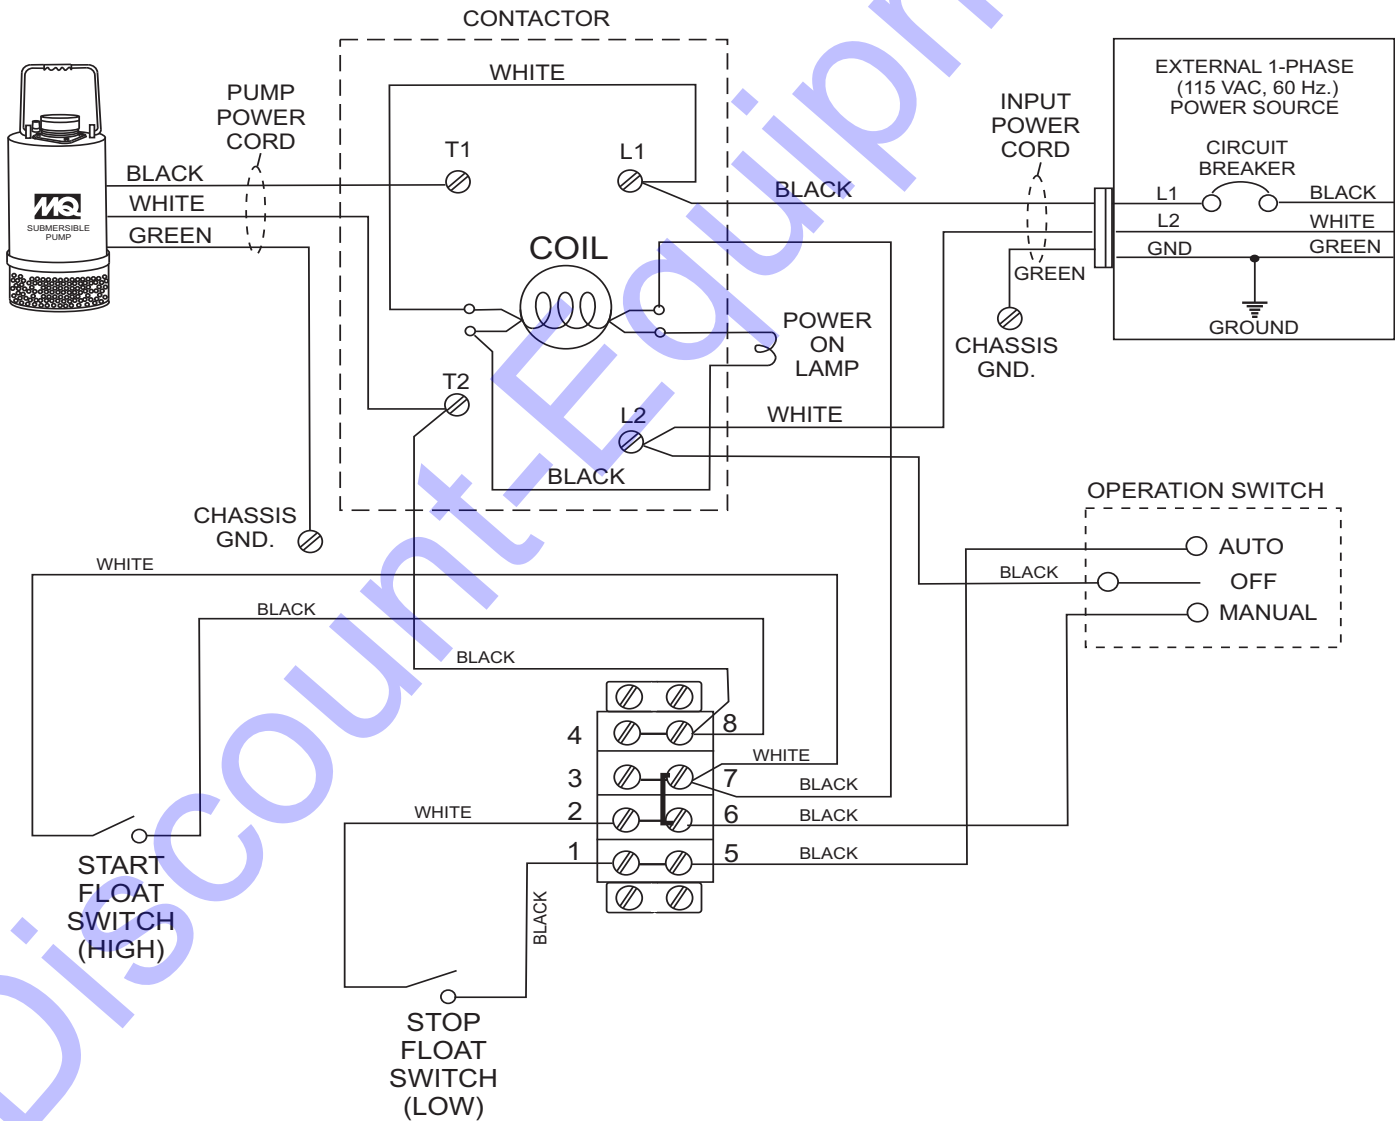 CONTACTOR
WHITE
PUMP
POWER
CORD
T1
L1
BLACK
WHITE
GREEN
MQ
SUBMERSIBLE
PUMP
COIL
BLACK
INPUT
POWER
CORD
GREEN
CHASSIS
GND.
EXTERNAL 1-PHASE
(115 VAC, 60 Hz.)
POWER SOURCE
CIRCUIT
BREAKER
L1
BLACK
L2
WHITE
GND
GREEN
GROUND
POWER
ON
LAMP
T2
L2
WHITE
BLACK
CHASSIS
GND.
OPERATION SWITCH
AUTO
BLACK
OFF
MANUAL
WHITE
BLACK
BLACK
4
8
WHITE
3
7
BLACK
WHITE
2
6
BLACK
1
5
BLACK
START
FLOAT
SWITCH
(HIGH)
BLACK
STOP
FLOAT
SWITCH
(LOW)
Discount-Equipm